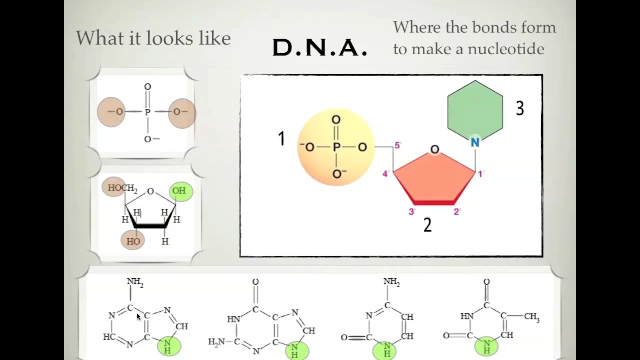 What it looks like
D.N.A.
Where the bonds form
to make a nucleotide
O
−O P O−
O−
HOCH₂ O OH
H H H H
HO H
1
O
⁻O P O
O⁻
5′
4′
O
1′
3′
2′
2
N
3
NH₂
N C C N CH HC N C N H
O
HN C C N CH H₂N C N C N H
NH₂
N C CH CH O C N H
O
HN C C CH₃ O C CH N H